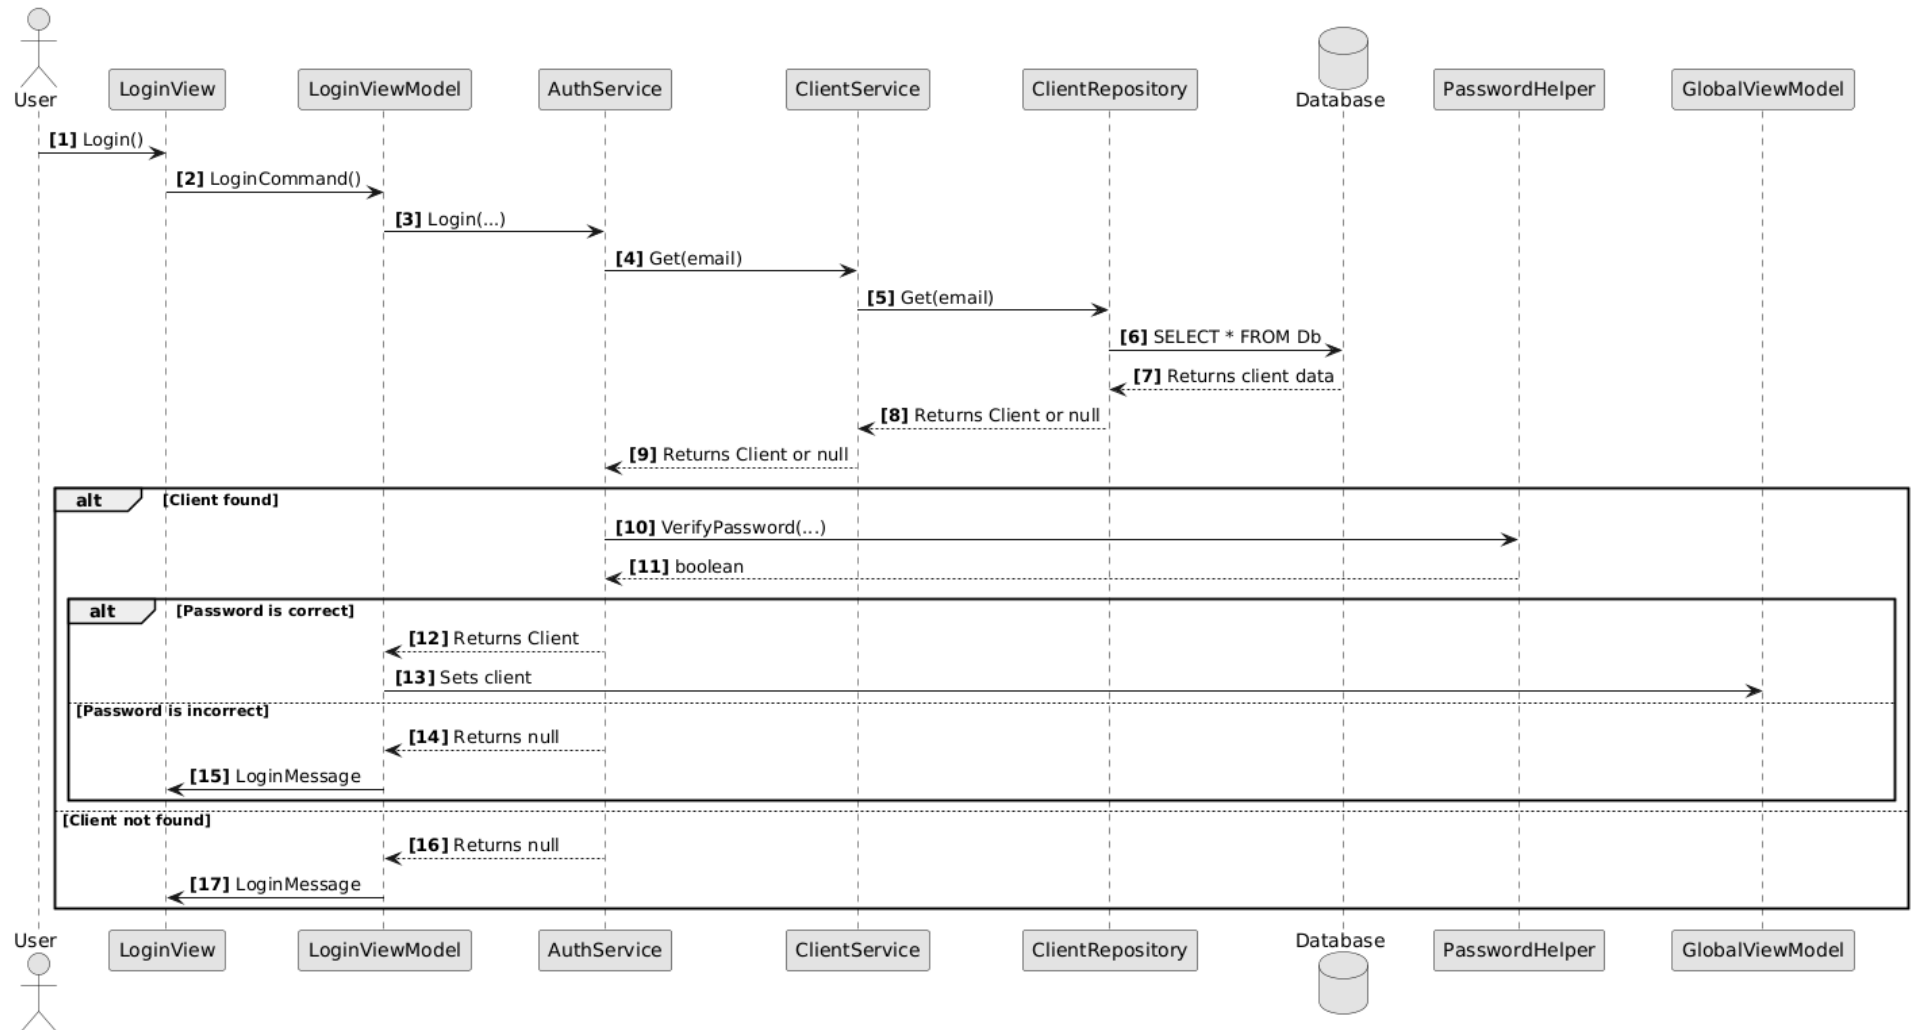 User
LoginView
LoginViewModel
AuthService
ClientService
ClientRepository
Database
PasswordHelper
GlobalViewModel
[1] Login()
[2] LoginCommand()
[3] Login(...)
[4] Get(email)
[5] Get(email)
[6] SELECT * FROM Db
[7] Returns client data
[8] Returns Client or null
[9] Returns Client or null
alt [Client found]
[10] VerifyPassword(...)
[11] boolean
alt [Password is correct]
[12] Returns Client
[13] Sets client
[Password is incorrect]
[14] Returns null
[15] LoginMessage
[Client not found]
[16] Returns null
[17] LoginMessage
User
LoginView
LoginViewModel
AuthService
ClientService
ClientRepository
Database
PasswordHelper
GlobalViewModel